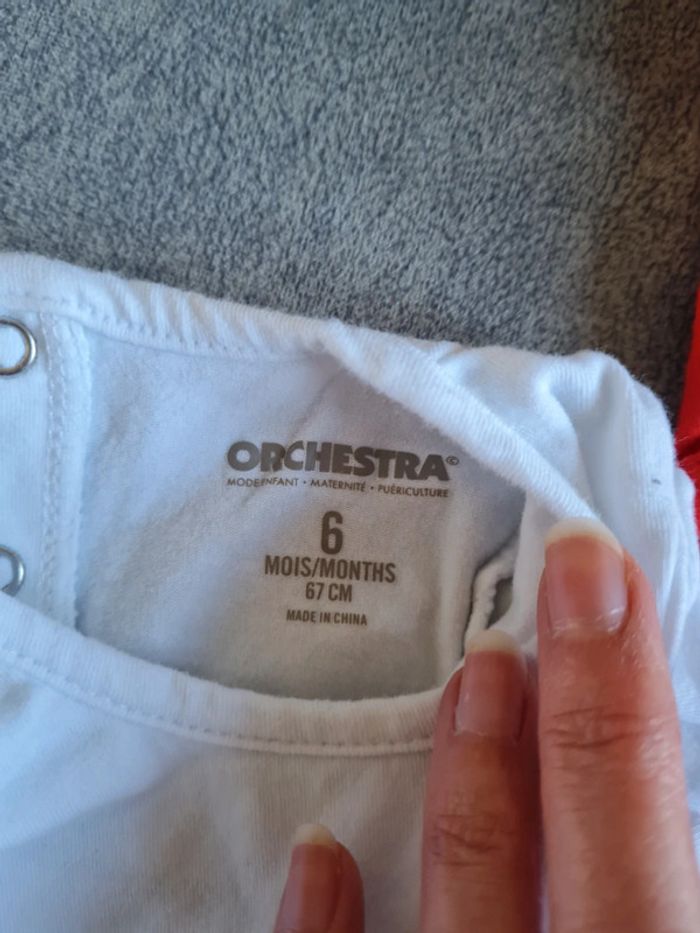 ORCHESTRA©
MODE ENFANT • MATERNITÉ • PUÉRICULTURE
6
MOIS/MONTHS
67 CM
MADE IN CHINA